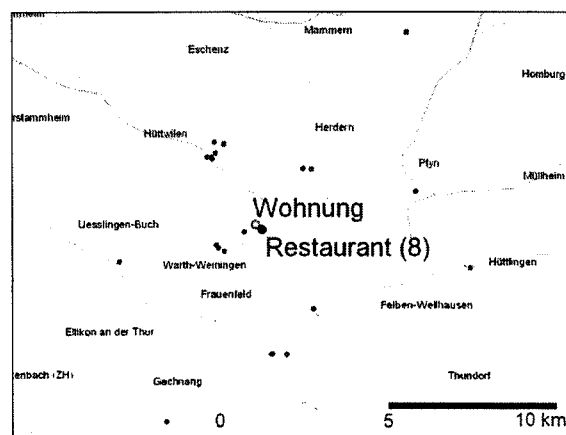 Mammern
Eschenz
Homburg
Hüttwilen
Herdern
Pfyn
Müllheim
Uesslingen-Buch
Wohnung
Restaurant (8)
Warth-Weiningen
Hüttlingen
Frauenfeld
Felben-Wellhausen
Ellikon an der Thur
Gachnang
Thundorf
0 5 10 km